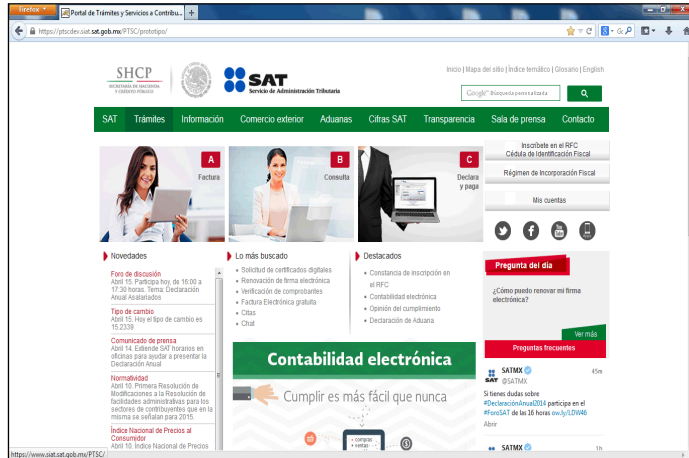 Firefox
Portal de Trámites y Servicios a Contribu...
https://ptscdev.siat.sat.gob.mx/PTSC/prototipo/
SHCP
SECRETARÍA DE HACIENDA
Y CRÉDITO PÚBLICO
SAT
Servicio de Administración Tributaria
Inicio | Mapa del sitio | Índice temático | Glosario | English
Google™ Búsqueda personalizada
SAT Trámites Información Comercio exterior Aduanas Cifras SAT Transparencia Sala de prensa Contacto
A
Factura
B
Consulta
C
Declara
y paga
Inscríbete en el RFC
Cédula de Identificación Fiscal
Régimen de Incorporación Fiscal
Mis cuentas
Novedades
Foro de discusión
Abril 15. Participa hoy, de 16:00 a
17:30 horas. Tema: Declaración
Anual Asalariados
Tipo de cambio
Abril 15. Hoy el tipo de cambio es
15.2339
Comunicado de prensa
Abril 14. Extiende SAT horarios en
oficinas para ayudar a presentar la
Declaración Anual
Normatividad
Abril 10. Primera Resolución de
Modificaciones a la Resolución de
facilidades administrativas para los
sectores de contribuyentes que en la
misma se señalan para 2015.
Índice Nacional de Precios al
Consumidor
Abril 10. Índice Nacional de Precios
Lo más buscado
Solicitud de certificados digitales
Renovación de firma electrónica
Verificación de comprobantes
Factura Electrónica gratuita
Citas
Chat
Destacados
Constancia de inscripción en
el RFC
Contabilidad electrónica
Opinión del cumplimiento
Declaración de Aduana
Contabilidad electrónica
Cumplir es más fácil que nunca
• compras
• ventas
Pregunta del día
¿Cómo puedo renovar mi firma
electrónica?
Ver más
Preguntas frecuentes
SATMX 45m
SAT @SATMX
Si tienes dudas sobre
#DeclaraciónAnual2014 participa en el
#ForoSAT de las 16 horas ow.ly/LDW46
Abrir
SATMX 1h
https://www.siat.sat.gob.mx/PTSC/